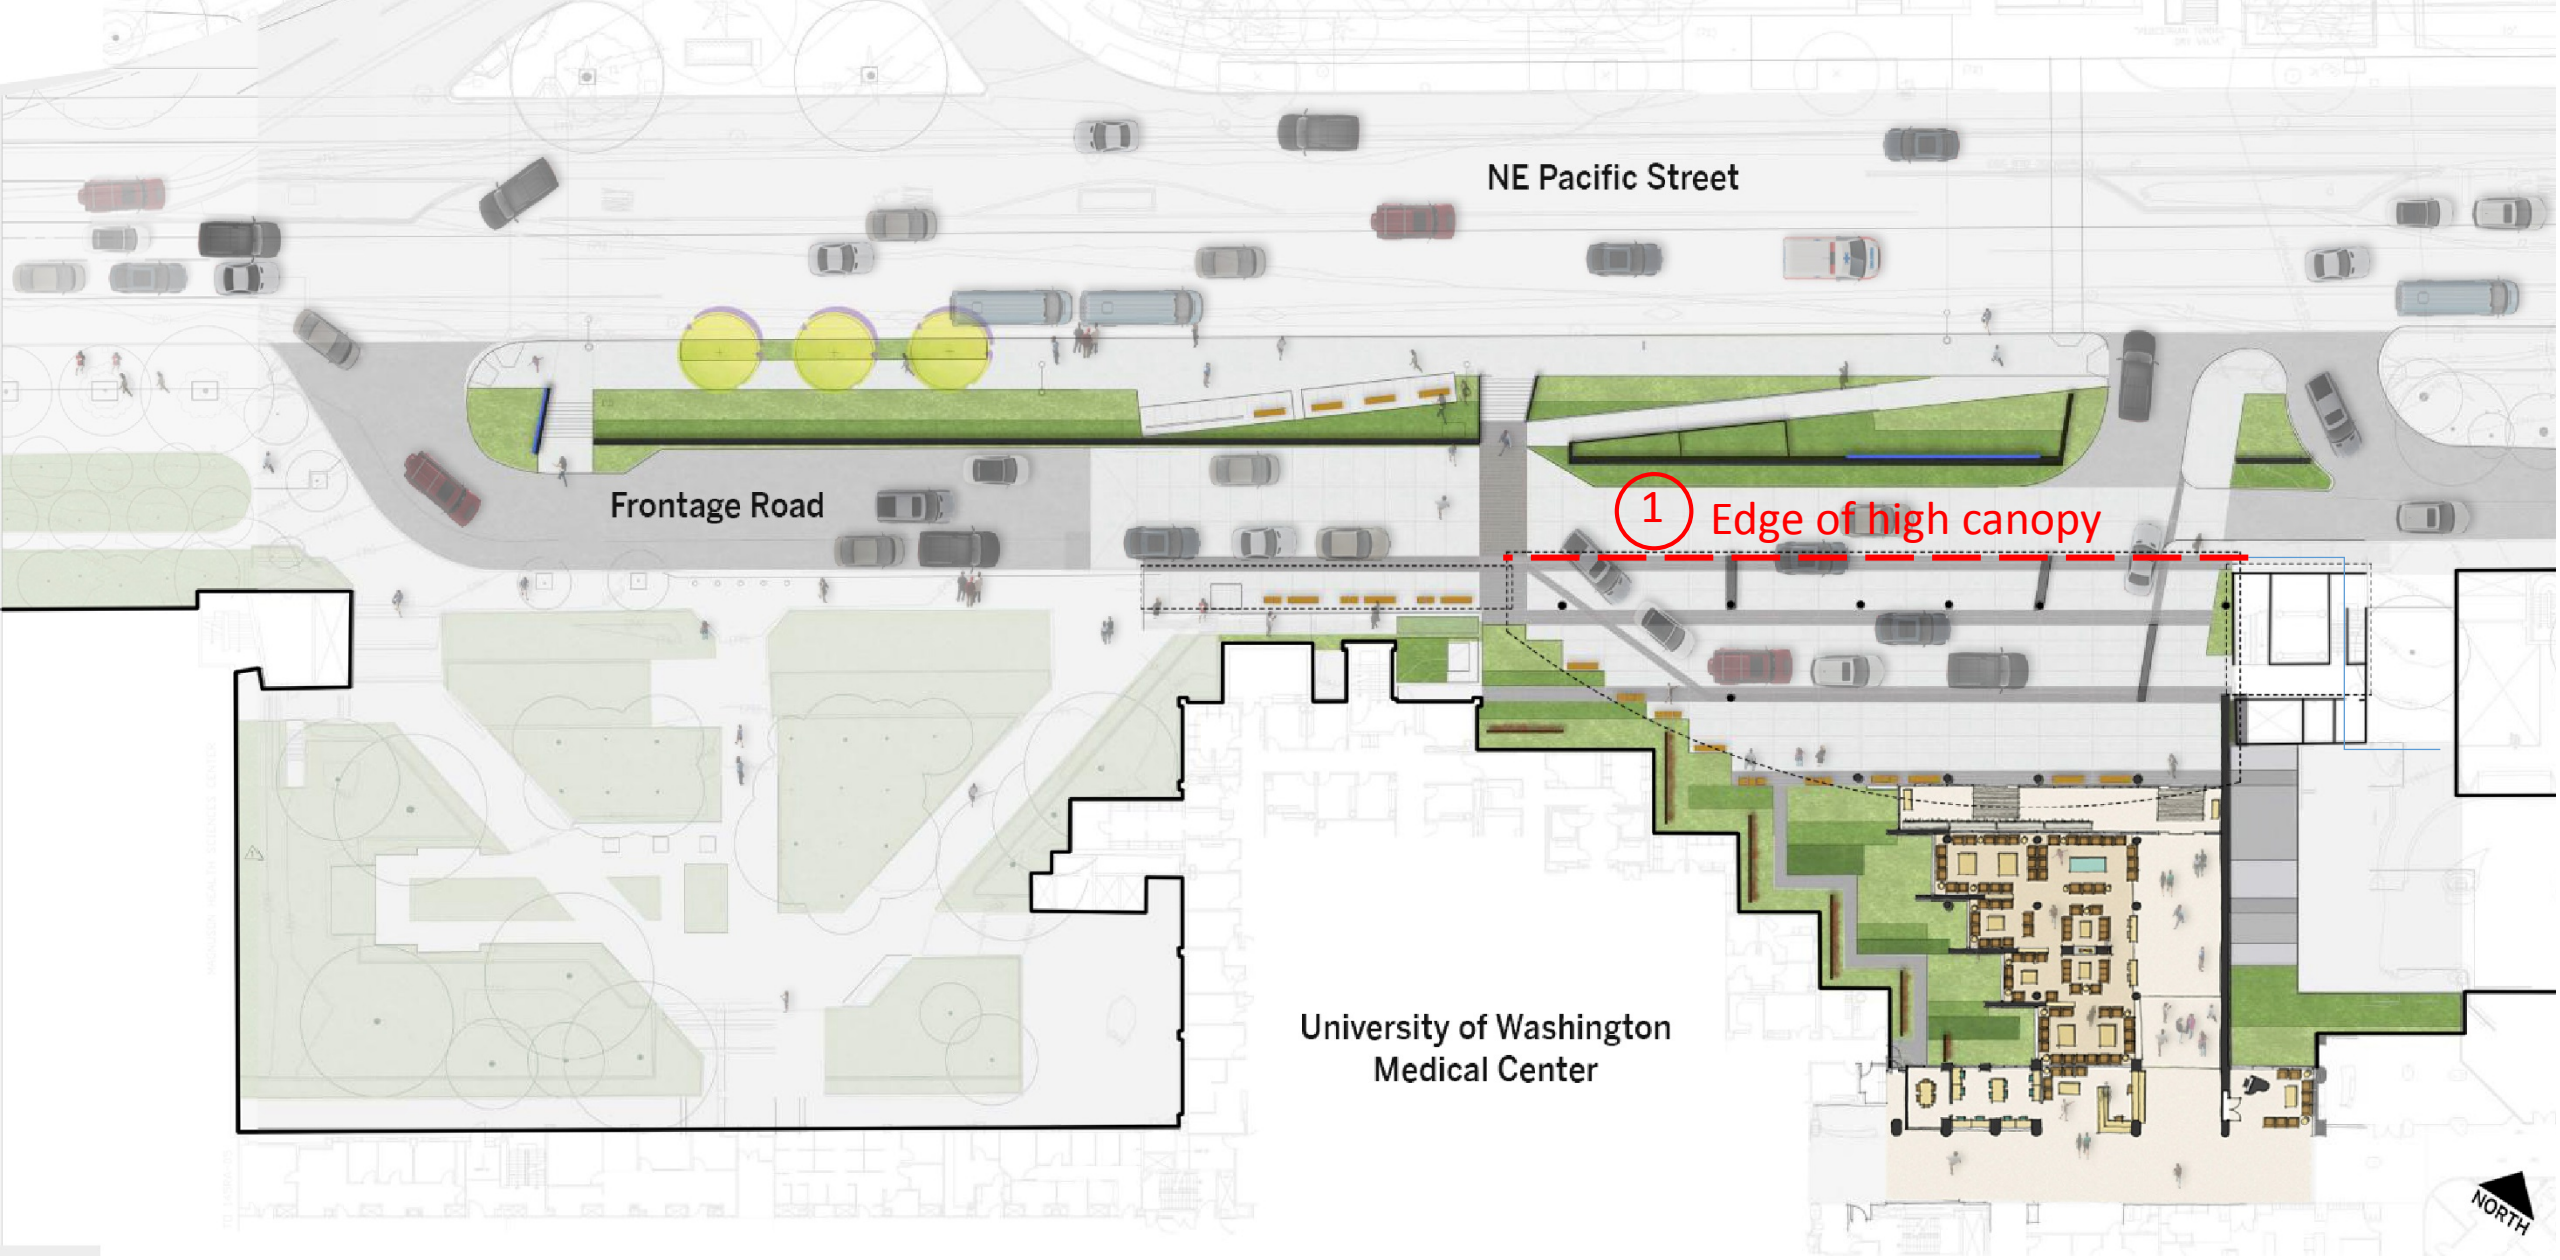 NE Pacific Street
1 Edge of high canopy
Frontage Road
University of Washington
Medical Center
NORTH